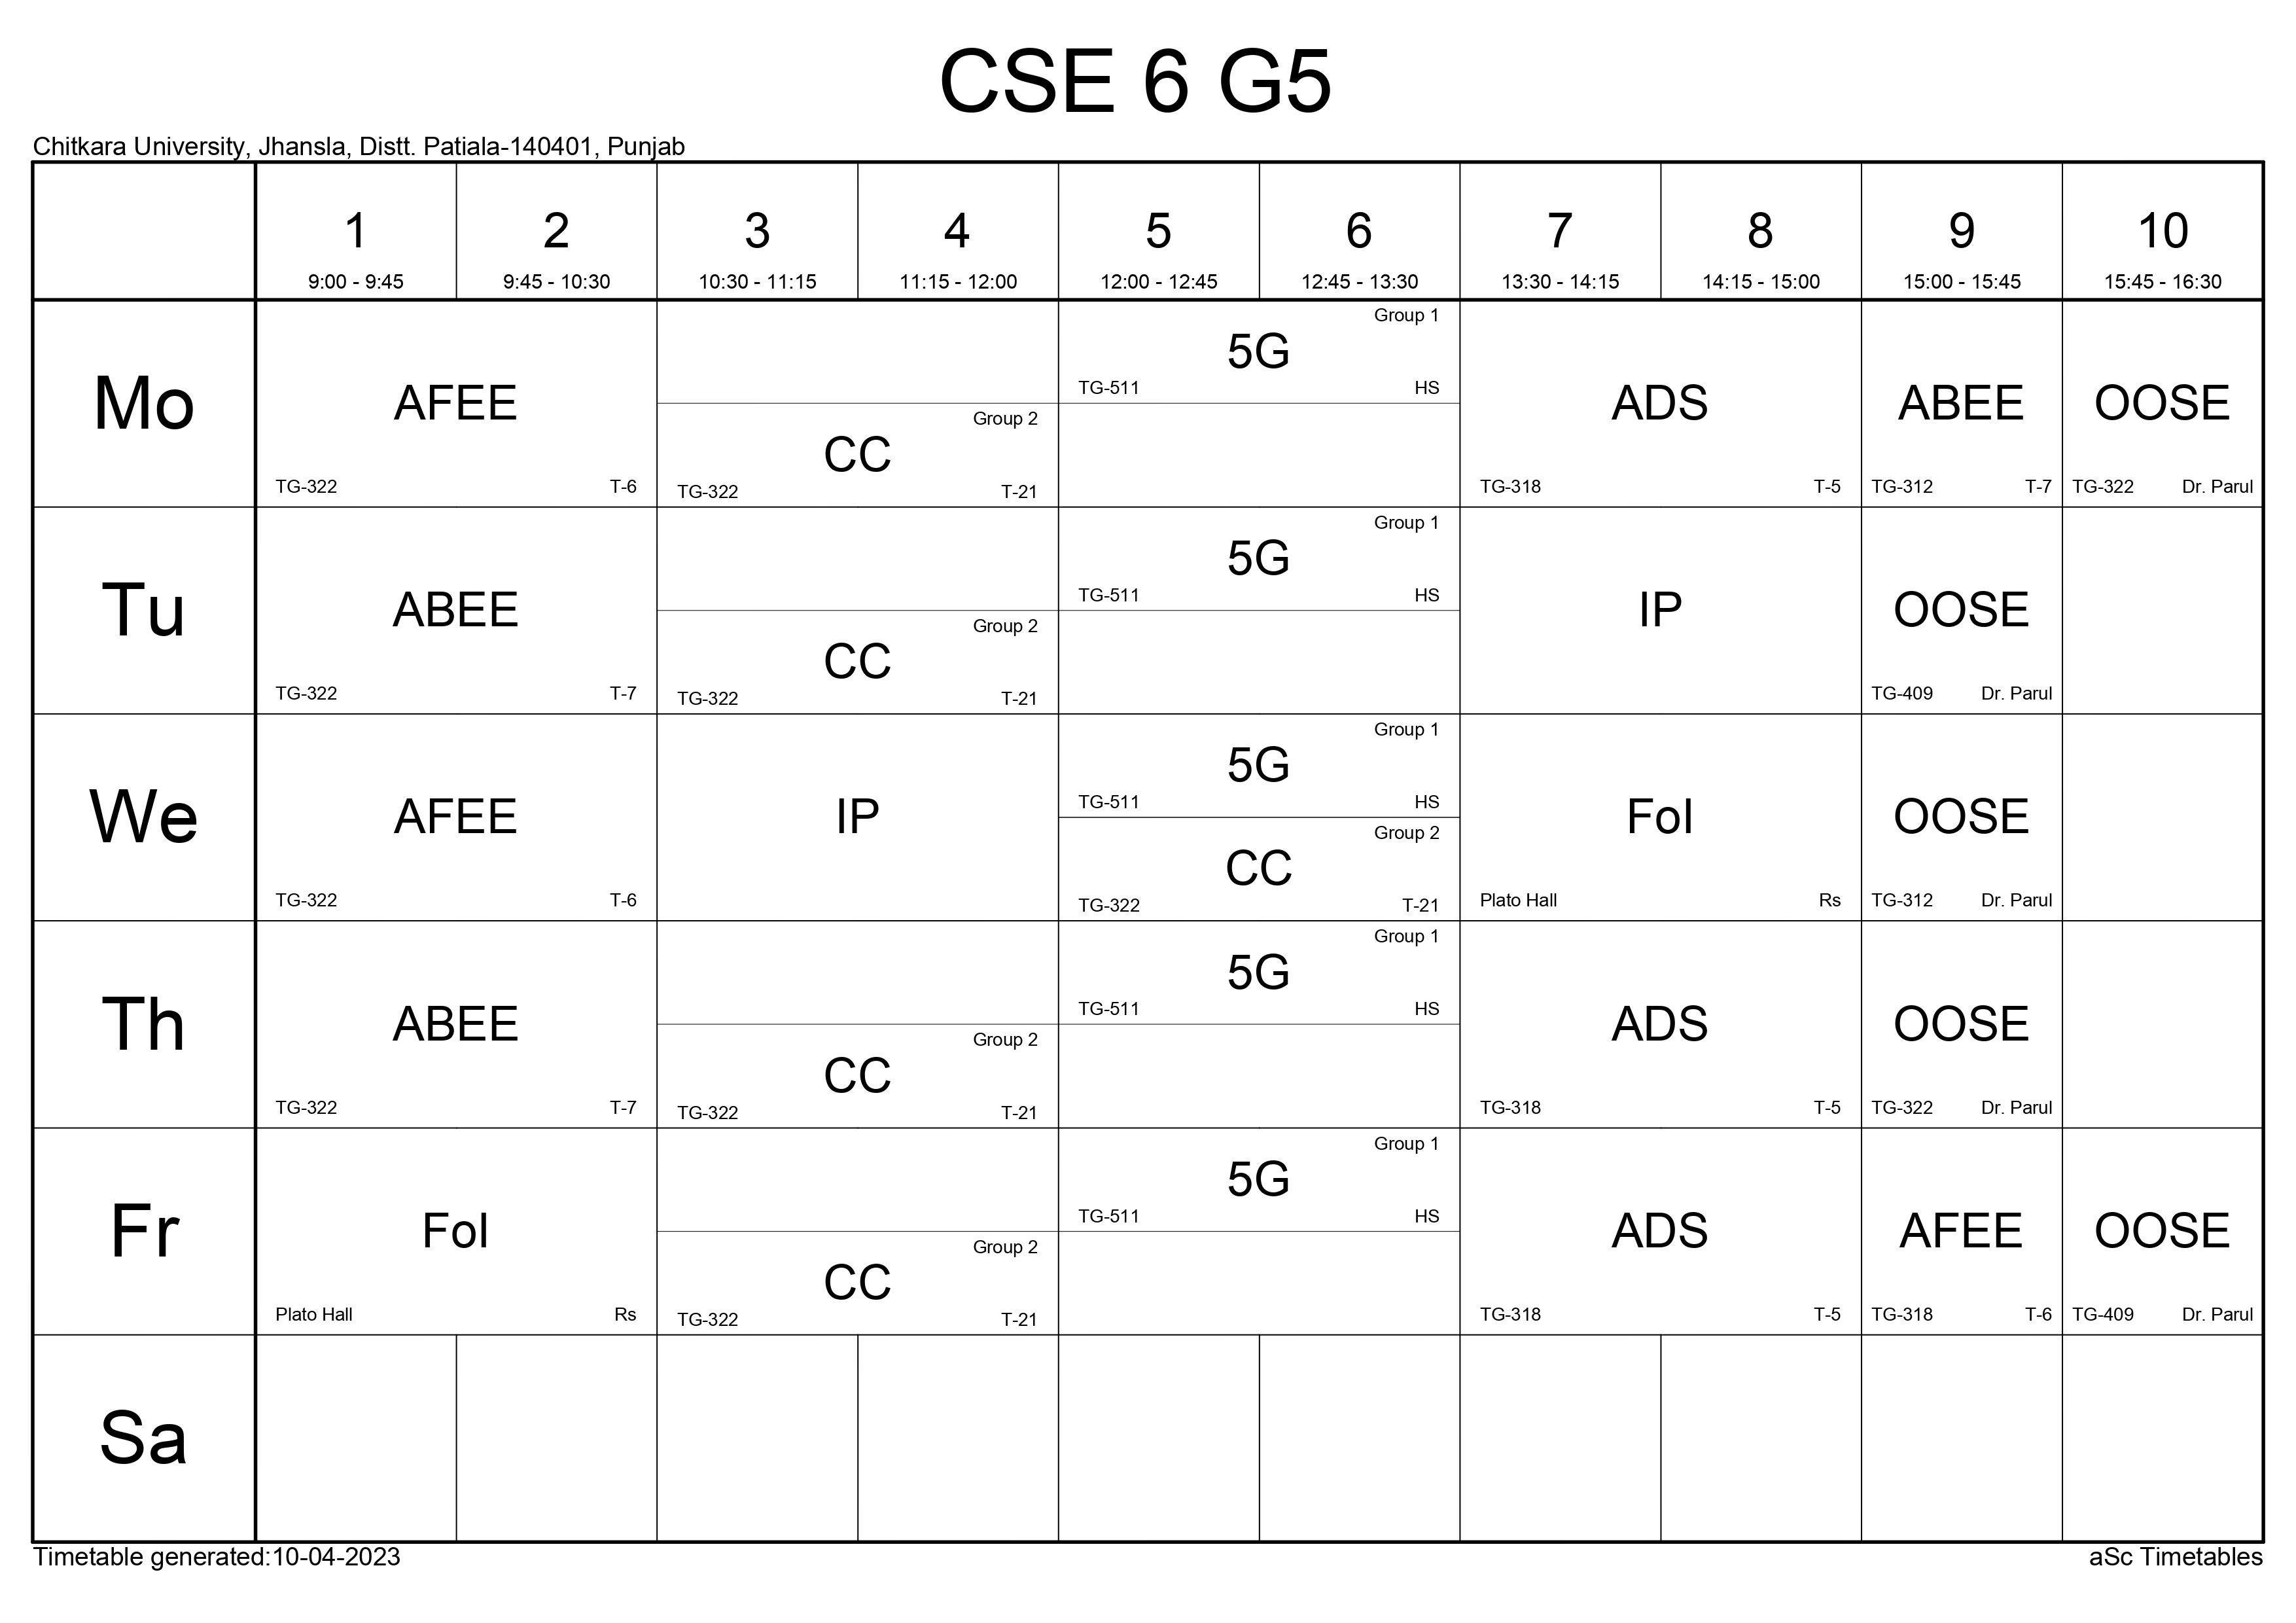 CSE 6 G5
Chitkara University, Jhansla, Distt. Patiala-140401, Punjab
1 2 3 4 5 6 7 8 9 10
9:00 - 9:45 9:45 - 10:30 10:30 - 11:15 11:15 - 12:00 12:00 - 12:45 12:45 - 13:30 13:30 - 14:15 14:15 - 15:00 15:00 - 15:45 15:45 - 16:30
Mo
AFEE
TG-322 T-6
Group 2
CC
TG-322 T-21
Group 1
5G
TG-511 HS
ADS
TG-318 T-5
ABEE
TG-312 T-7
OOSE
TG-322 Dr. Parul
Tu
ABEE
TG-322 T-7
Group 2
CC
TG-322 T-21
Group 1
5G
TG-511 HS
IP
OOSE
TG-409 Dr. Parul
We
AFEE
TG-322 T-6
IP
Group 1
5G
TG-511 HS
Group 2
CC
TG-322 T-21
FoI
Plato Hall Rs
OOSE
TG-312 Dr. Parul
Th
ABEE
TG-322 T-7
Group 2
CC
TG-322 T-21
Group 1
5G
TG-511 HS
ADS
TG-318 T-5
OOSE
TG-322 Dr. Parul
Fr
FoI
Plato Hall Rs
Group 2
CC
TG-322 T-21
Group 1
5G
TG-511 HS
ADS
TG-318 T-5
AFEE
TG-318 T-6
OOSE
TG-409 Dr. Parul
Sa
Timetable generated:10-04-2023
aSc Timetables